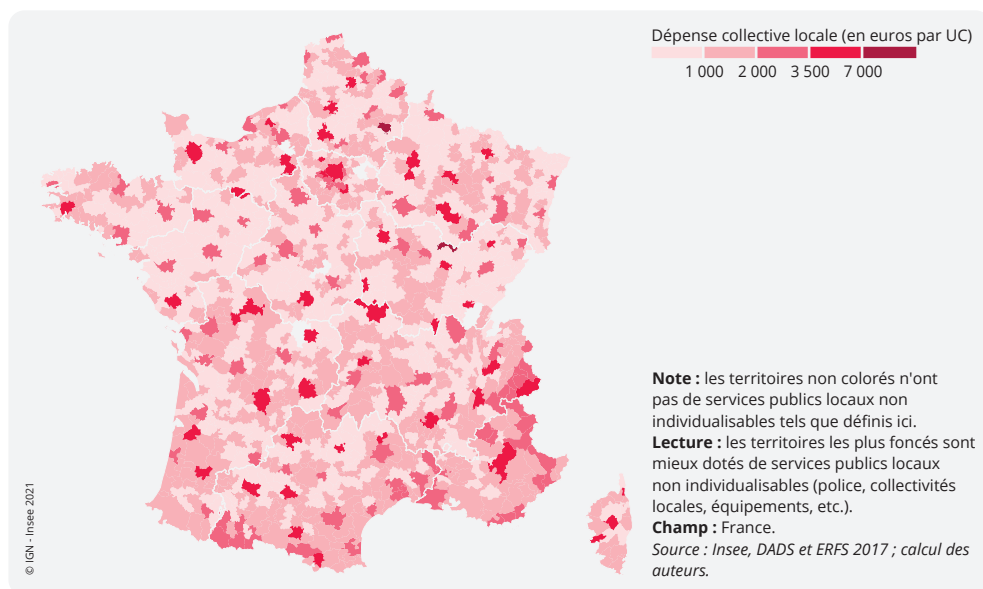 Dépense collective locale (en euros par UC)
1 000 2 000 3 500 7 000
Note : les territoires non colorés n'ont
pas de services publics locaux non
individualisables tels que définis ici.
Lecture : les territoires les plus foncés sont
mieux dotés de services publics locaux
non individualisables (police, collectivités
locales, équipements, etc.).
Champ : France.
Source : Insee, DADS et ERFS 2017 ; calcul des
auteurs.
© IGN - Insee 2021